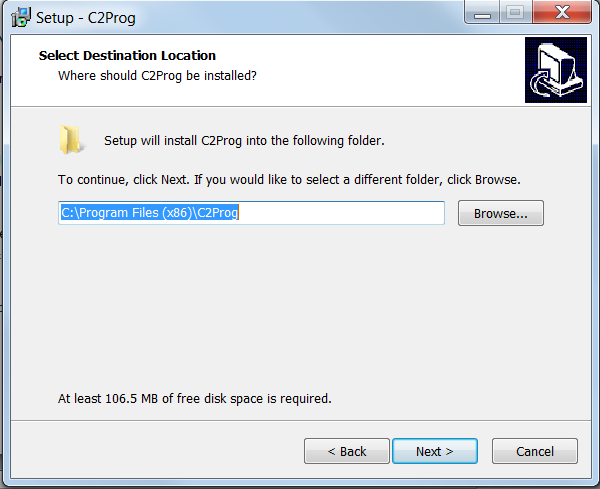 Setup - C2Prog
Select Destination Location
Where should C2Prog be installed?
Setup will install C2Prog into the following folder.
To continue, click Next. If you would like to select a different folder, click Browse.
C:\Program Files (x86)\C2Prog
Browse...
At least 106.5 MB of free disk space is required.
< Back
Next >
Cancel